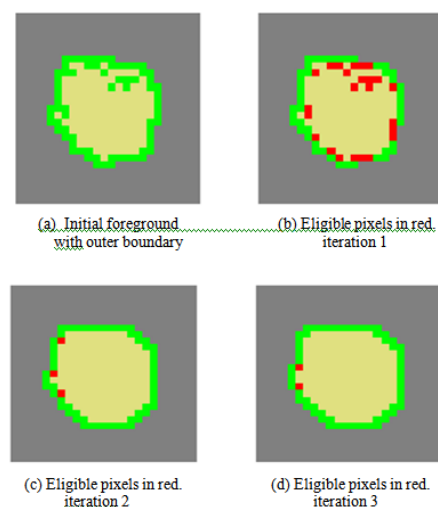 (a) Initial foreground
with outer boundary
(b) Eligible pixels in red.
iteration 1
(c) Eligible pixels in red.
iteration 2
(d) Eligible pixels in red.
iteration 3